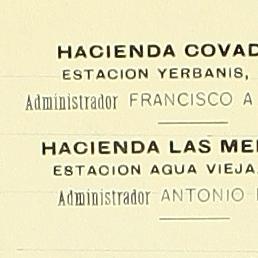 HACIENDA COVAD
ESTACION YERBANIS,
Administrador FRANCISCO A
HACIENDA LAS ME
ESTACION AGUA VIEJA
Administrador ANTONIO